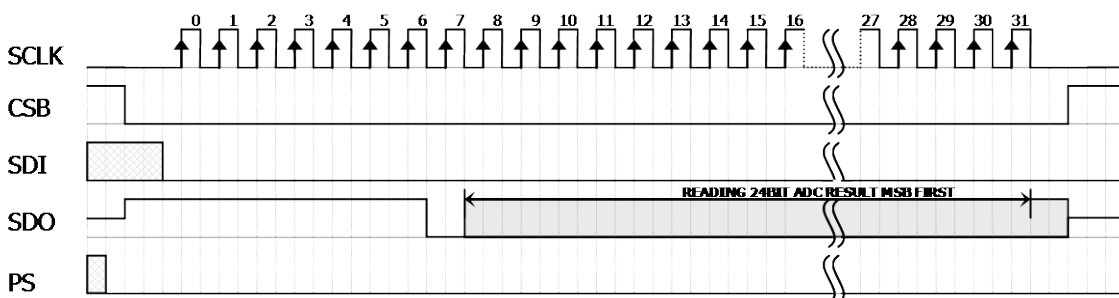 0 1 2 3 4 5 6 7 8 9 10 11 12 13 14 15 16 27 28 29 30 31
SCLK
CSB
SDI
READING 24BIT ADC RESULT MSB FIRST
SDO
PS